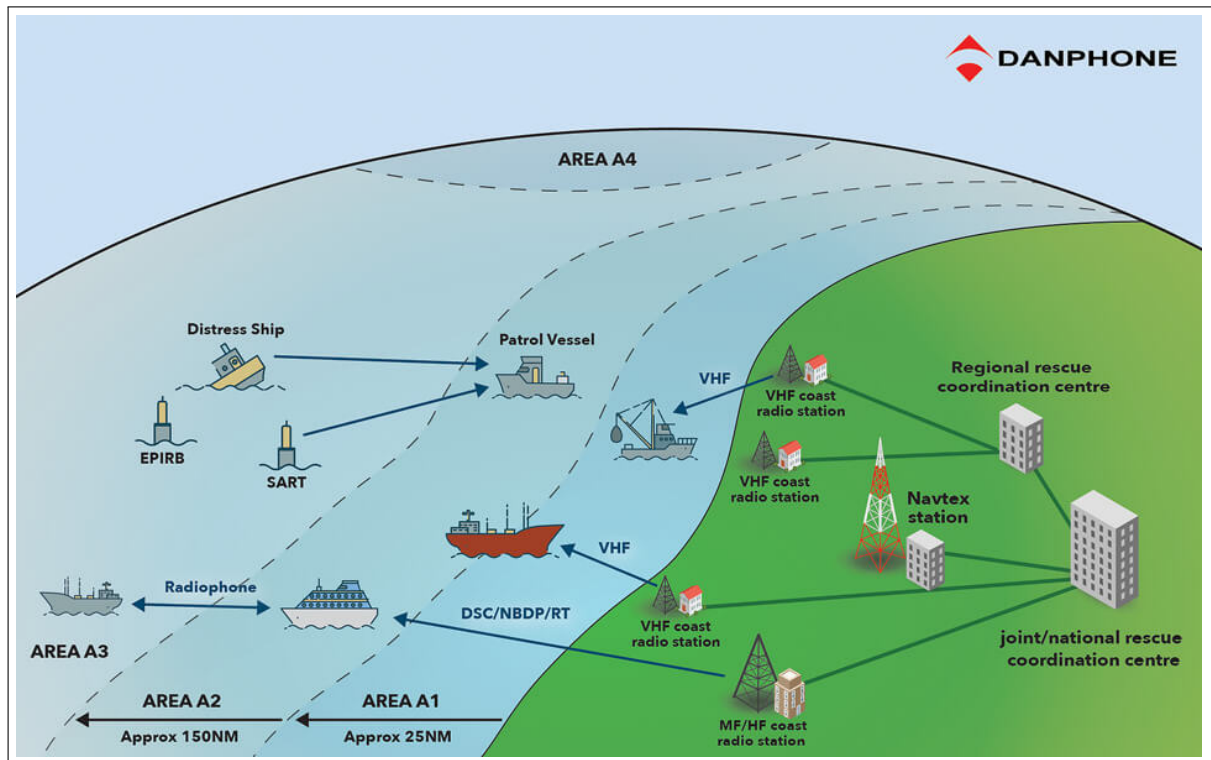 DANPHONE
AREA A4
Distress Ship
Patrol Vessel
EPIRB
SART
VHF
VHF coast
radio station
Regional rescue
coordination centre
VHF coast
radio station
Navtex
station
VHF
Radiophone
DSC/NBDP/RT
VHF coast
radio station
joint/national rescue
coordination centre
AREA A3
AREA A2
Approx 150NM
AREA A1
Approx 25NM
MF/HF coast
radio station